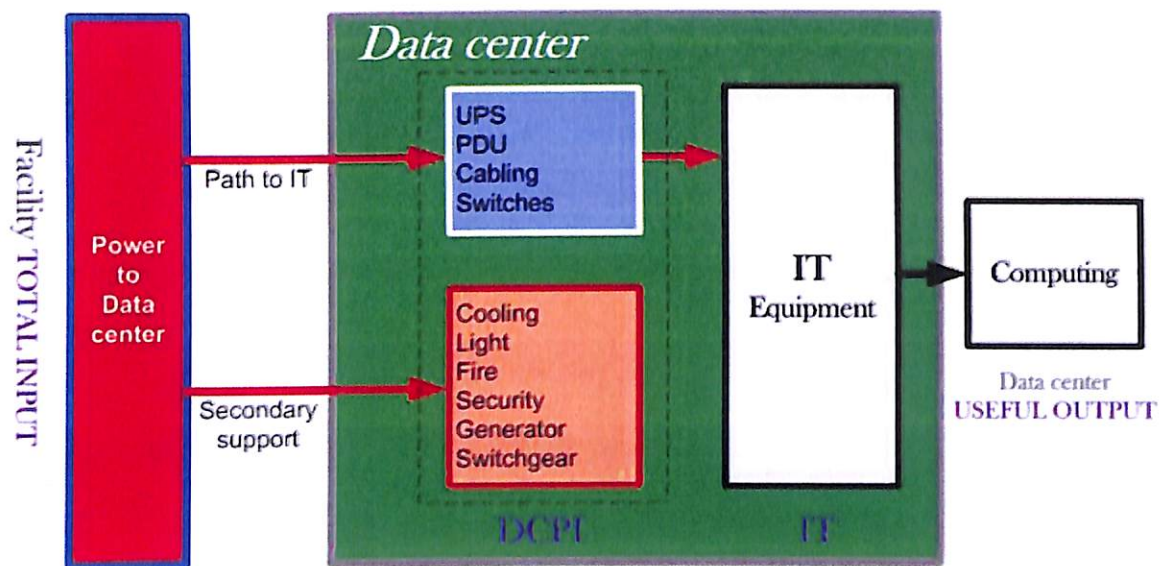 Facility TOTAL INPUT
Power
to
Data
center
Path to IT
Secondary
support
Data center
UPS
PDU
Cabling
Switches
Cooling
Light
Fire
Security
Generator
Switchgear
DCPI
IT
Equipment
IT
Computing
Data center
USEFUL OUTPUT